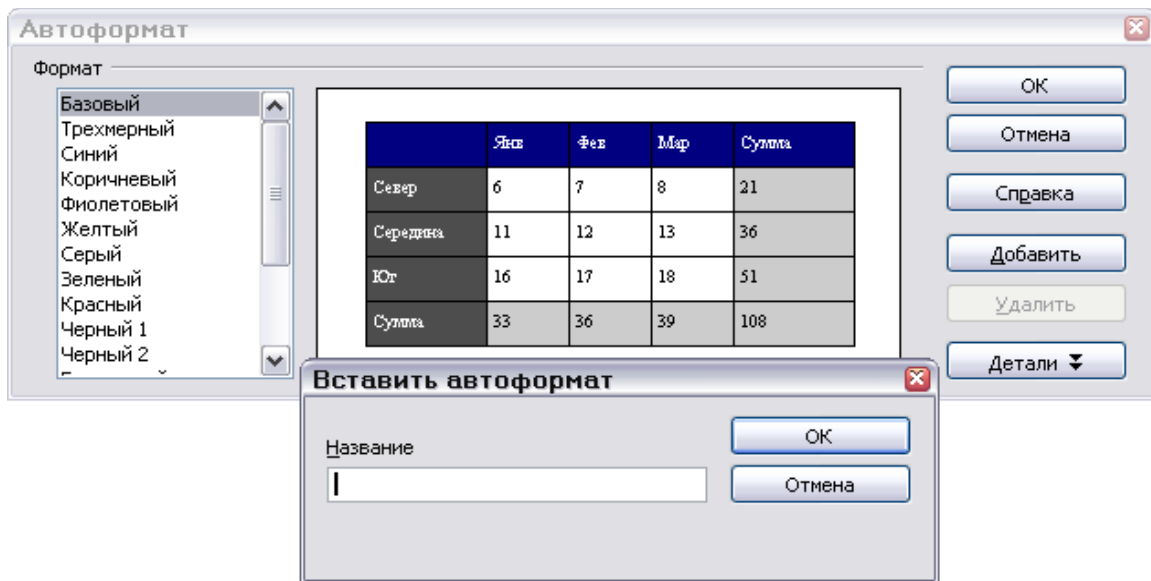 Автоформат
Формат
Базовый
Трехмерный
Синий
Коричневый
Фиолетовый
Желтый
Серый
Зеленый
Красный
Черный 1
Черный 2
Янв Фев Мар Сумма
Север 6 7 8 21
Середина 11 12 13 36
Юг 16 17 18 51
Сумма 33 36 39 108
ОК
Отмена
Справка
Добавить
Удалить
Детали
Вставить автоформат
Название
ОК
Отмена